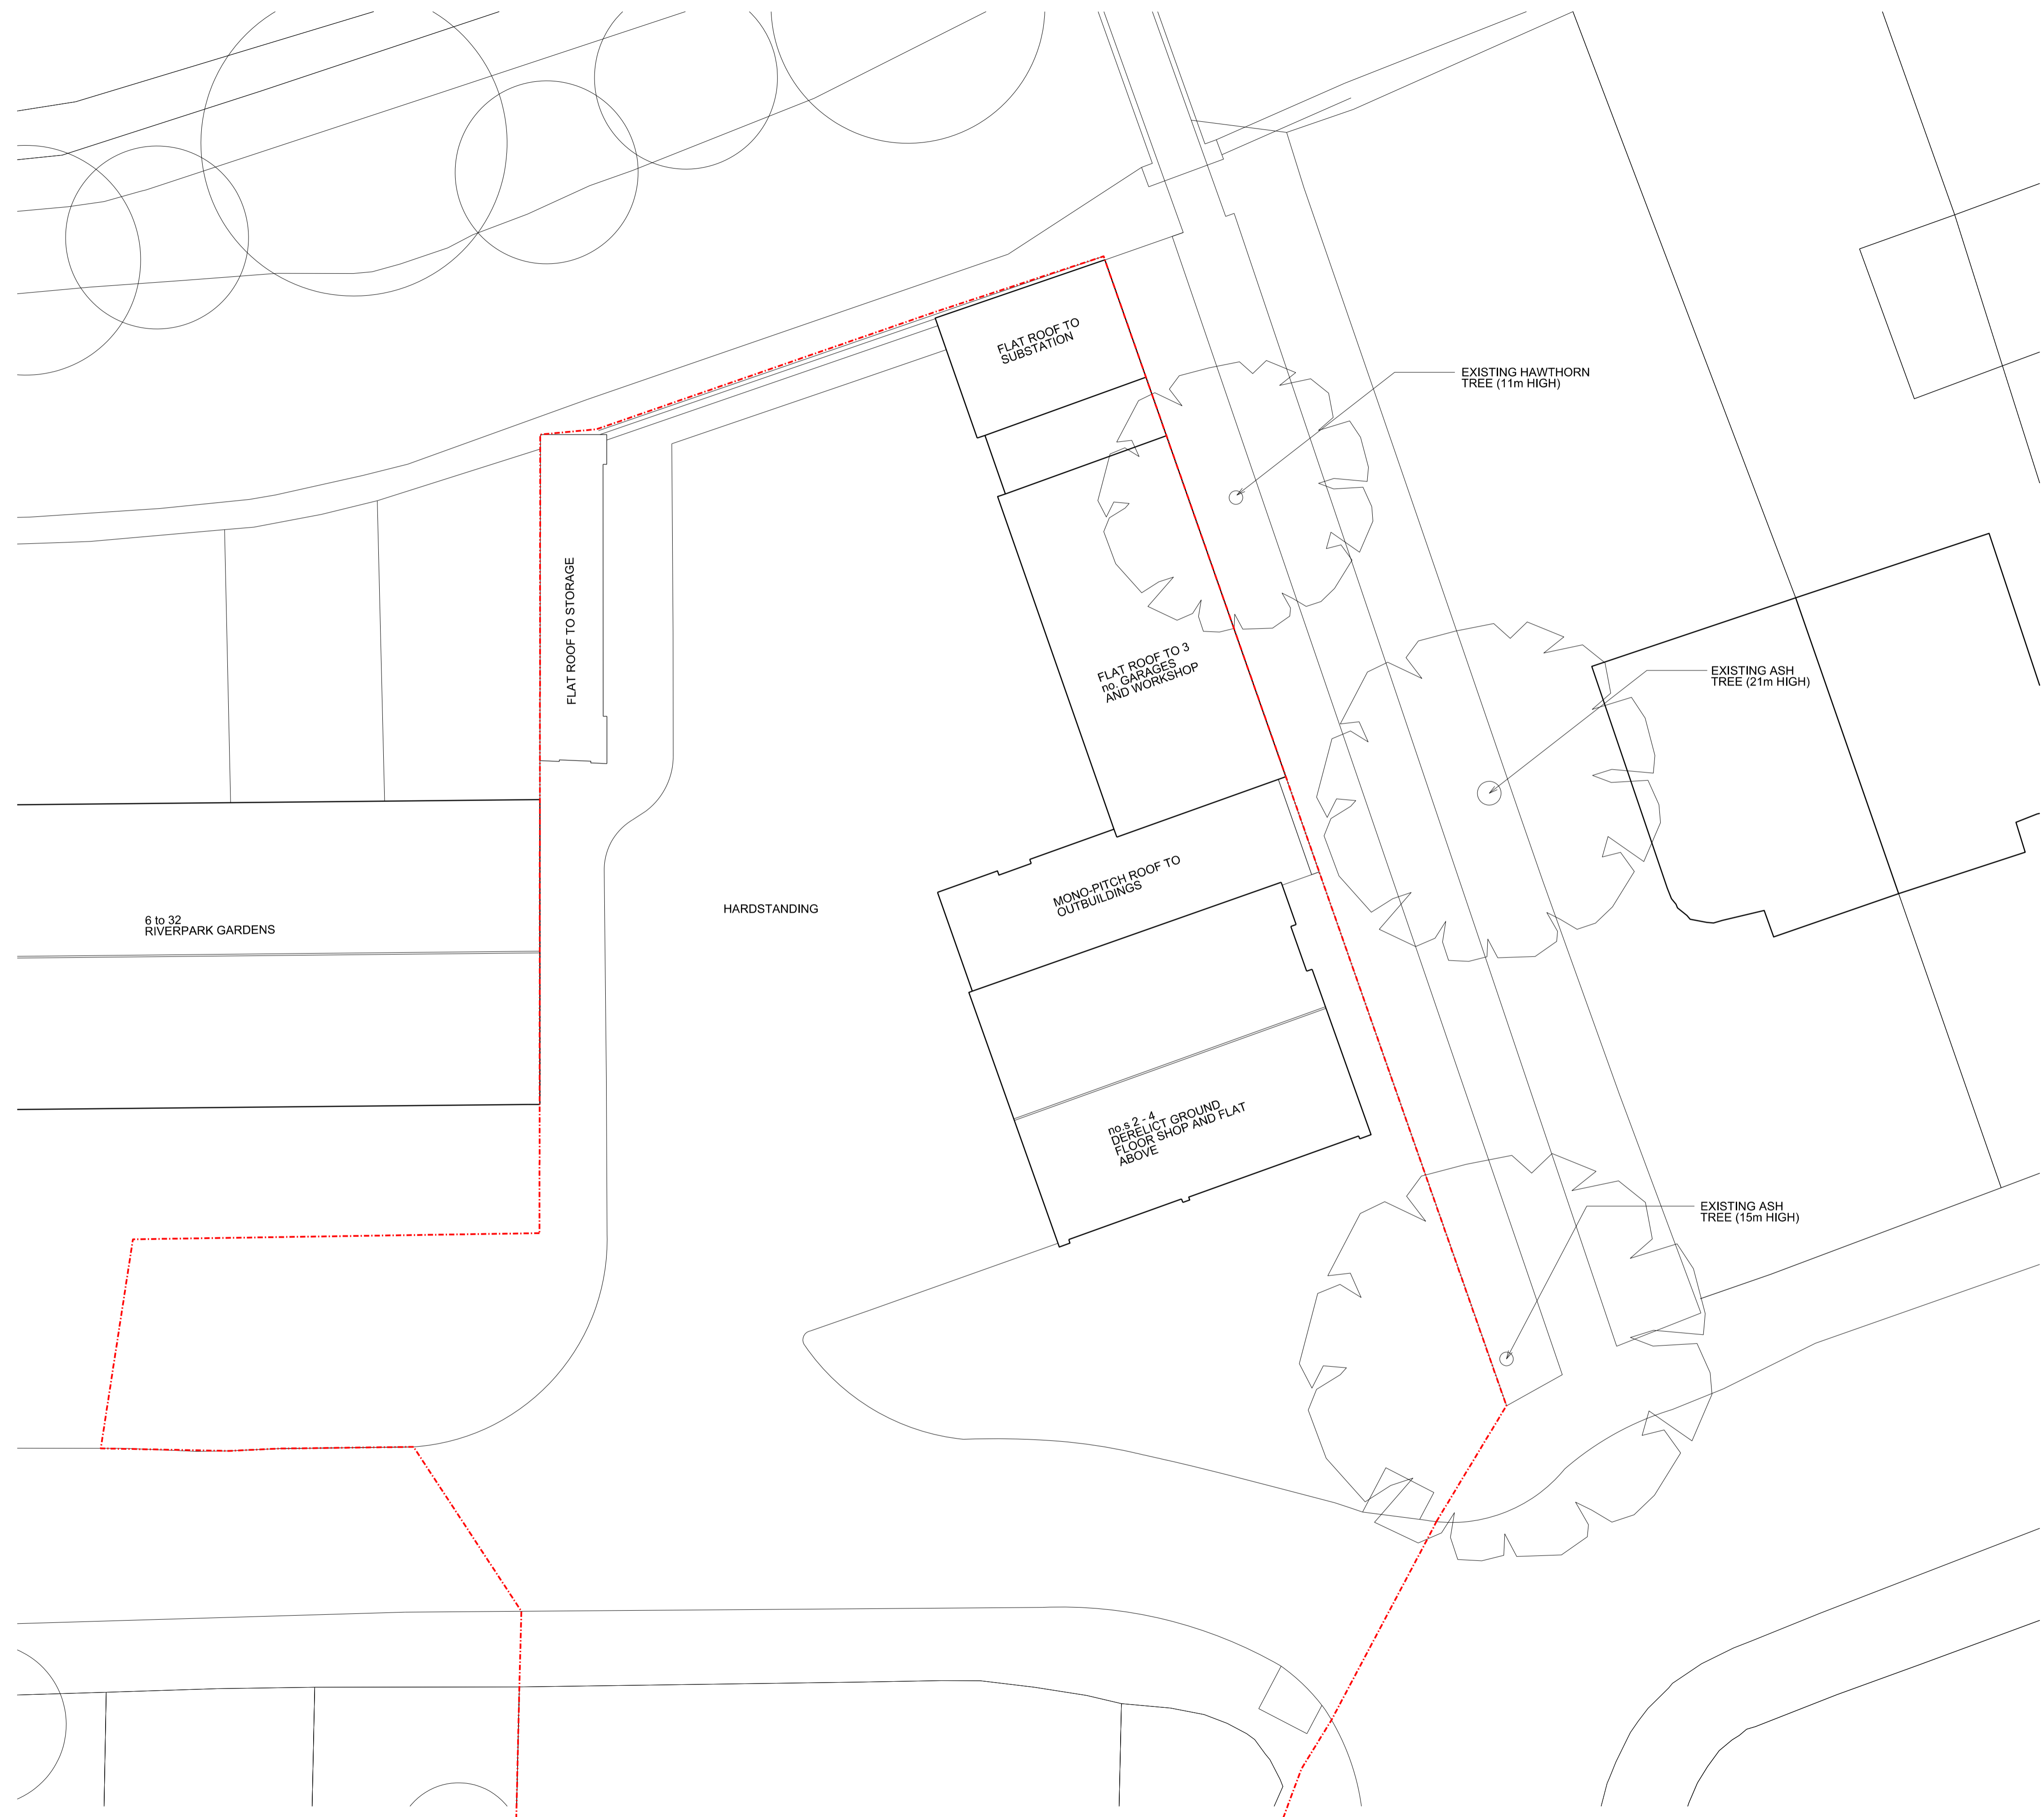 FLAT ROOF TO
SUBSTATION
EXISTING HAWTHORN
TREE (11m HIGH)
FLAT ROOF TO STORAGE
FLAT ROOF TO 3
no. GARAGES
AND WORKSHOP
EXISTING ASH
TREE (21m HIGH)
MONO-PITCH ROOF TO
OUTBUILDINGS
HARDSTANDING
6 to 32
RIVERPARK GARDENS
no.s 2 - 4
DERELICT GROUND
FLOOR SHOP AND FLAT
ABOVE
EXISTING ASH
TREE (15m HIGH)